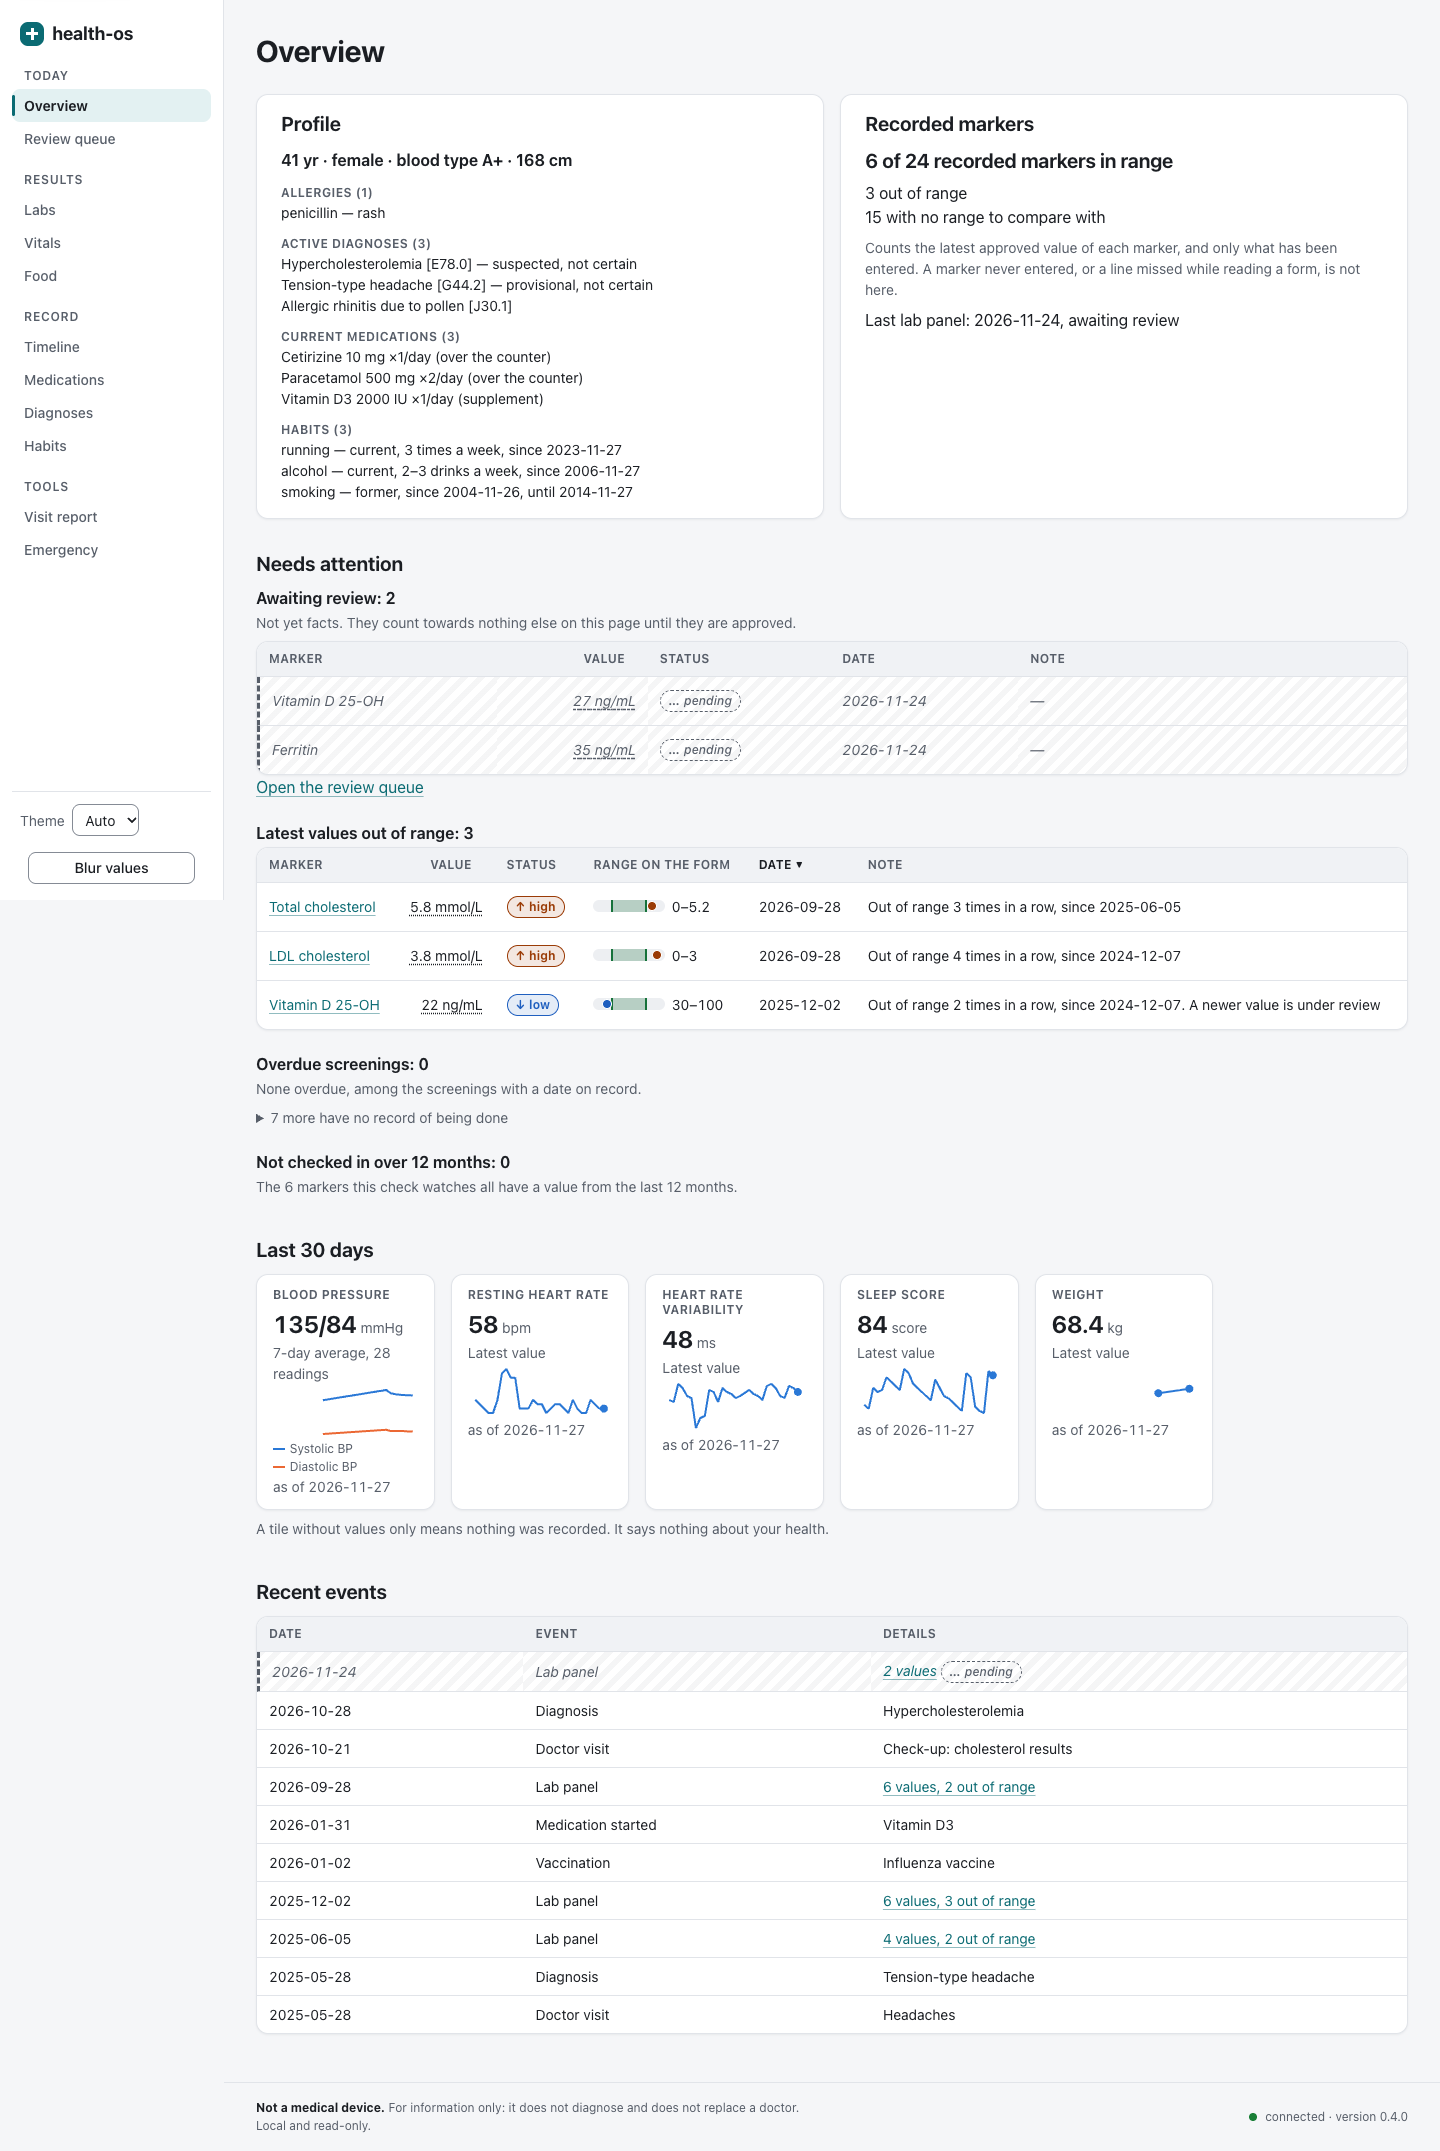 health-os
TODAY
Overview
Review queue
RESULTS
Labs
Vitals
Food
RECORD
Timeline
Medications
Diagnoses
Habits
TOOLS
Visit report
Emergency
Theme Auto
Blur values
Overview
Profile
41 yr · female · blood type A+ · 168 cm
ALLERGIES (1)
penicillin — rash
ACTIVE DIAGNOSES (3)
Hypercholesterolemia [E78.0] — suspected, not certain
Tension-type headache [G44.2] — provisional, not certain
Allergic rhinitis due to pollen [J30.1]
CURRENT MEDICATIONS (3)
Cetirizine 10 mg ×1/day (over the counter)
Paracetamol 500 mg ×2/day (over the counter)
Vitamin D3 2000 IU ×1/day (supplement)
HABITS (3)
running — current, 3 times a week, since 2023-11-27
alcohol — current, 2–3 drinks a week, since 2006-11-27
smoking — former, since 2004-11-26, until 2014-11-27
Recorded markers
6 of 24 recorded markers in range
3 out of range
15 with no range to compare with
Counts the latest approved value of each marker, and only what has been
entered. A marker never entered, or a line missed while reading a form, is not
here.
Last lab panel: 2026-11-24, awaiting review
Needs attention
Awaiting review: 2
Not yet facts. They count towards nothing else on this page until they are approved.
MARKER VALUE STATUS DATE NOTE
Vitamin D 25-OH 27 ng/mL … pending 2026-11-24 —
Ferritin 35 ng/mL … pending 2026-11-24 —
Open the review queue
Latest values out of range: 3
MARKER VALUE STATUS RANGE ON THE FORM DATE ▼ NOTE
Total cholesterol 5.8 mmol/L ↑ high 0–5.2 2026-09-28 Out of range 3 times in a row, since 2025-06-05
LDL cholesterol 3.8 mmol/L ↑ high 0–3 2026-09-28 Out of range 4 times in a row, since 2024-12-07
Vitamin D 25-OH 22 ng/mL ↓ low 30–100 2025-12-02 Out of range 2 times in a row, since 2024-12-07. A newer value is under review
Overdue screenings: 0
None overdue, among the screenings with a date on record.
▶ 7 more have no record of being done
Not checked in over 12 months: 0
The 6 markers this check watches all have a value from the last 12 months.
Last 30 days
BLOOD PRESSURE
135/84 mmHg
7-day average, 28
readings
Systolic BP
Diastolic BP
as of 2026-11-27
RESTING HEART RATE
58 bpm
Latest value
as of 2026-11-27
HEART RATE
VARIABILITY
48 ms
Latest value
as of 2026-11-27
SLEEP SCORE
84 score
Latest value
as of 2026-11-27
WEIGHT
68.4 kg
Latest value
as of 2026-11-27
A tile without values only means nothing was recorded. It says nothing about your health.
Recent events
DATE EVENT DETAILS
2026-11-24 Lab panel 2 values … pending
2026-10-28 Diagnosis Hypercholesterolemia
2026-10-21 Doctor visit Check-up: cholesterol results
2026-09-28 Lab panel 6 values, 2 out of range
2026-01-31 Medication started Vitamin D3
2026-01-02 Vaccination Influenza vaccine
2025-12-02 Lab panel 6 values, 3 out of range
2025-06-05 Lab panel 4 values, 2 out of range
2025-05-28 Diagnosis Tension-type headache
2025-05-28 Doctor visit Headaches
Not a medical device. For information only: it does not diagnose and does not replace a doctor.
Local and read-only.
connected · version 0.4.0